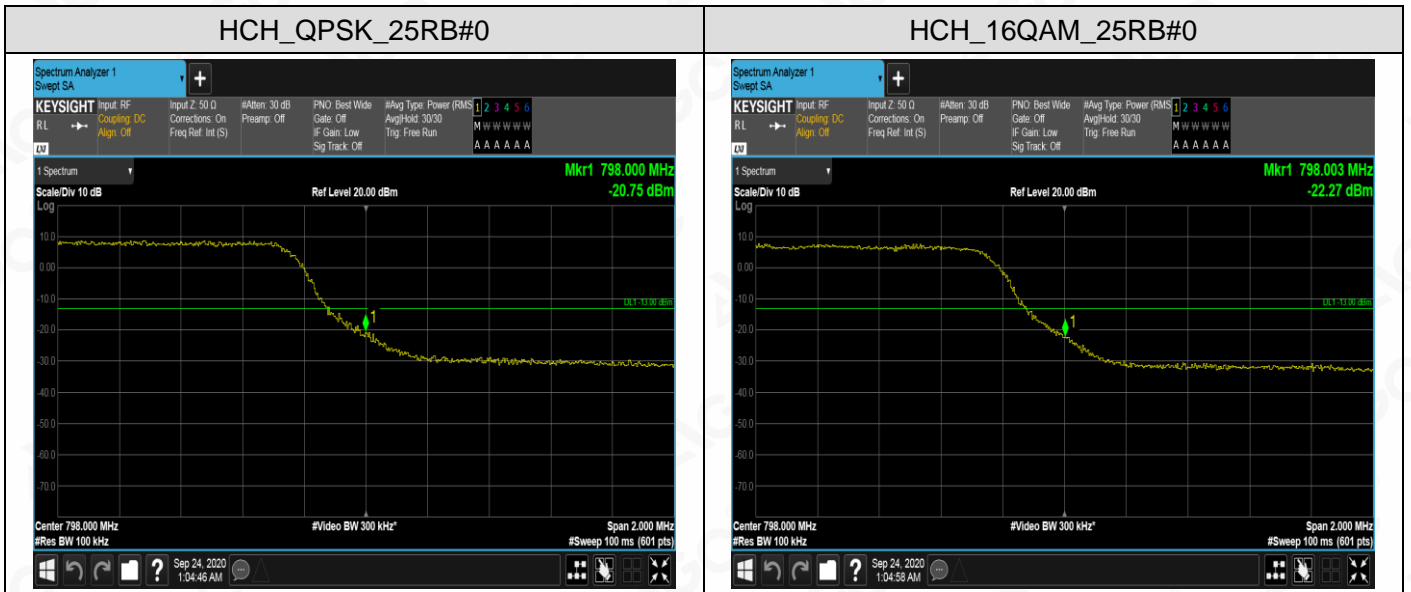 HCH_QPSK_25RB#0
HCH_16QAM_25RB#0
Spectrum Analyzer 1
Swept SA
+
KEYSIGHT
RL
LXI
Input: RF
Coupling: DC
Align: Off
Input Z: 50 Ω
Corrections: On
Freq Ref: Int (S)
#Atten: 30 dB
Preamp: Off
PNO: Best Wide
Gate: Off
IF Gain: Low
Sig Track: Off
#Avg Type: Power (RMS
Avg|Hold: 30/30
Trig: Free Run
1 2 3 4 5 6
M W W W W W
A A A A A A
1 Spectrum
Scale/Div 10 dB
Ref Level 20.00 dBm
Mkr1 798.000 MHz
-20.75 dBm
Log
10.0
0.00
-10.0
-20.0
-30.0
-40.0
-50.0
-60.0
-70.0
DL1 -13.00 dBm
1
Center 798.000 MHz
#Res BW 100 kHz
#Video BW 300 kHz*
Span 2.000 MHz
#Sweep 100 ms (601 pts)
?
Sep 24, 2020
1:04:46 AM
Spectrum Analyzer 1
Swept SA
+
KEYSIGHT
RL
LXI
Input: RF
Coupling: DC
Align: Off
Input Z: 50 Ω
Corrections: On
Freq Ref: Int (S)
#Atten: 30 dB
Preamp: Off
PNO: Best Wide
Gate: Off
IF Gain: Low
Sig Track: Off
#Avg Type: Power (RMS
Avg|Hold: 30/30
Trig: Free Run
1 2 3 4 5 6
M W W W W W
A A A A A A
1 Spectrum
Scale/Div 10 dB
Ref Level 20.00 dBm
Mkr1 798.003 MHz
-22.27 dBm
Log
10.0
0.00
-10.0
-20.0
-30.0
-40.0
-50.0
-60.0
-70.0
DL1 -13.00 dBm
1
Center 798.000 MHz
#Res BW 100 kHz
#Video BW 300 kHz*
Span 2.000 MHz
#Sweep 100 ms (601 pts)
?
Sep 24, 2020
1:04:58 AM